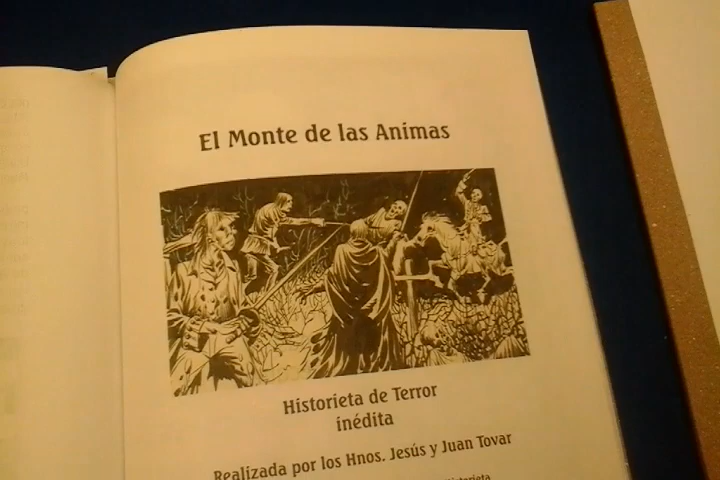 El Monte de las Animas
Historieta de Terror
inédita
Realizada por los Hnos. Jesús y Juan Tovar